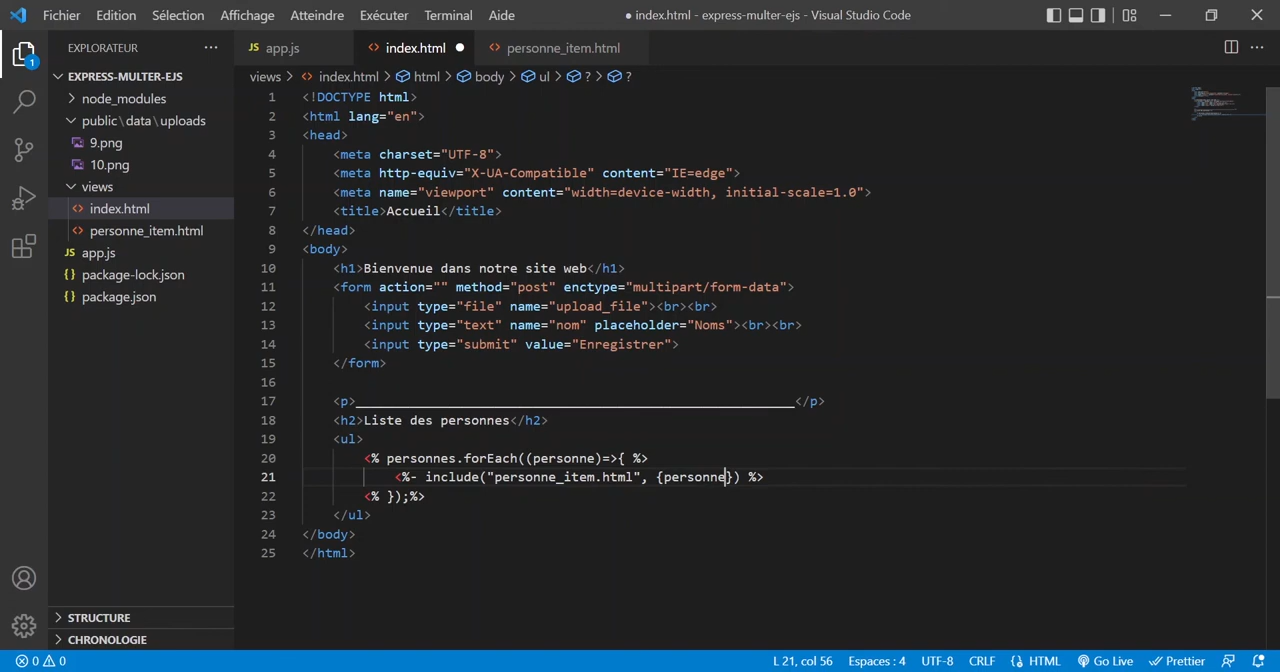 Fichier Edition Sélection Affichage Atteindre Exécuter Terminal Aide ● index.html - express-multer-ejs - Visual Studio Code
EXPLORATEUR ··· JS app.js <> index.html ● <> personne_item.html ···
EXPRESS-MULTER-EJS
node_modules
public\data\uploads
9.png
10.png
views
<> index.html
<> personne_item.html
JS app.js
{} package-lock.json
{} package.json
STRUCTURE
CHRONOLOGIE
1
views > <> index.html > html > body > ul > ? > ?
1 <!DOCTYPE html>
2 <html lang="en">
3 <head>
4     <meta charset="UTF-8">
5     <meta http-equiv="X-UA-Compatible" content="IE=edge">
6     <meta name="viewport" content="width=device-width, initial-scale=1.0">
7     <title>Accueil</title>
8 </head>
9 <body>
10     <h1>Bienvenue dans notre site web</h1>
11     <form action="" method="post" enctype="multipart/form-data">
12         <input type="file" name="upload_file"><br><br>
13         <input type="text" name="nom" placeholder="Noms"><br><br>
14         <input type="submit" value="Enregistrer">
15     </form>
16
17     <p>_________________________________________________________</p>
18     <h2>Liste des personnes</h2>
19     <ul>
20         <% personnes.forEach((personne)=>{ %>
21             <%- include("personne_item.html", {personne}) %>
22         <% });%>
23     </ul>
24 </body>
25 </html>
0 0 L 21, col 56 Espaces : 4 UTF-8 CRLF {} HTML Go Live Prettier